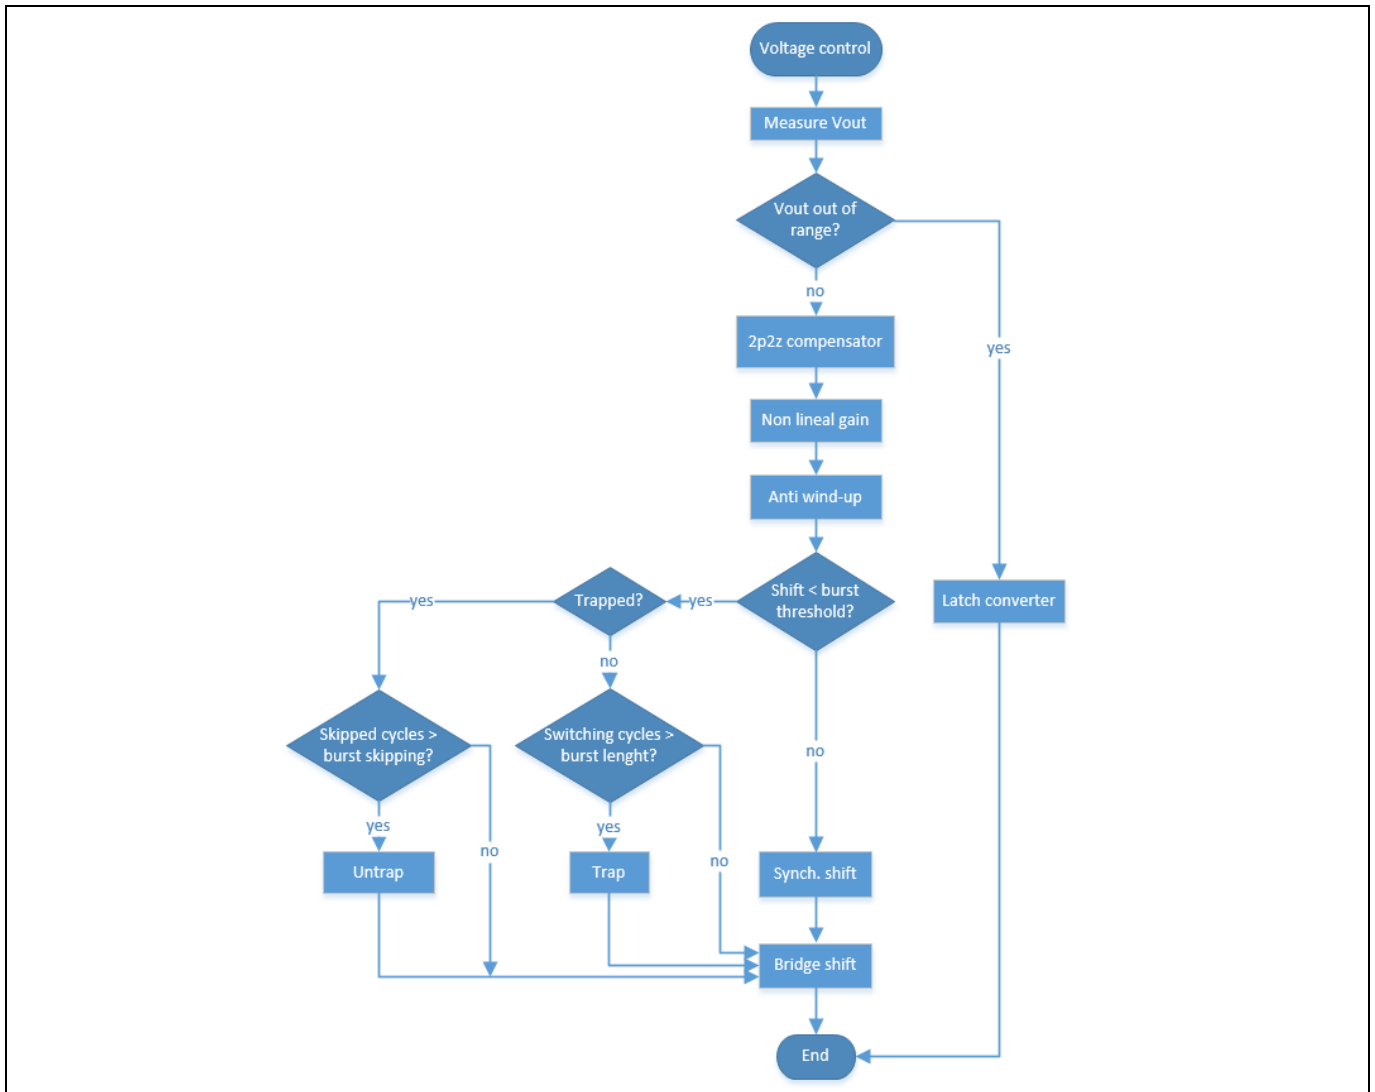 Voltage control
Measure Vout
Vout out of
range?
no
yes
2p2z compensator
Non lineal gain
Anti wind-up
Shift < burst
threshold?
yes
Trapped?
yes
Latch converter
no
no
Skipped cycles >
burst skipping?
Switching cycles >
burst lenght?
yes
no
yes
no
Untrap
Trap
Synch. shift
Bridge shift
End